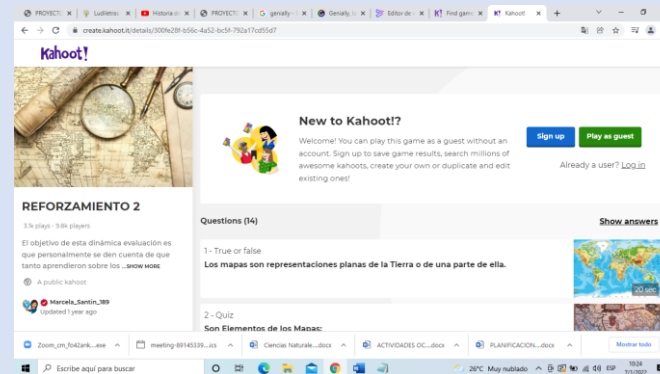 PROYECT
Ludiletras
Historia d
PROYECT
genially -
Genially, l
Editor de
Find game
Kahoot!
create.kahoot.it/details/300fe28f-b56c-4a52-bc5f-792a17cd55d7
Kahoot!
New to Kahoot!?
Welcome! You can play this game as a guest without an
account. Sign up to save game results, search millions of
awesome kahoots, create your own or duplicate and edit
existing ones!
Sign up
Play as guest
Already a user? Log in
REFORZAMIENTO 2
3.1k plays · 9.8k players
El objetivo de esta dinámica evaluación es
que personalmente se den cuenta de que
tanto aprendieron sobre los ...SHOW MORE
A public kahoot
Marcela_Santin_189
Updated 1 year ago
Questions (14)
Show answers
1 - True or false
Los mapas son representaciones planas de la Tierra o de una parte de ella.
20 sec
2 - Quiz
Son Elementos de los Mapas:
Zoom_cm_fo42ank....exe
meeting-89145339....ics
Ciencias Naturale....docx
ACTIVIDADES OC....docx
PLANIFICACION....docx
Mostrar todo
Escribe aquí para buscar
26°C Muy nublado
ESP
10:24
7/1/2022